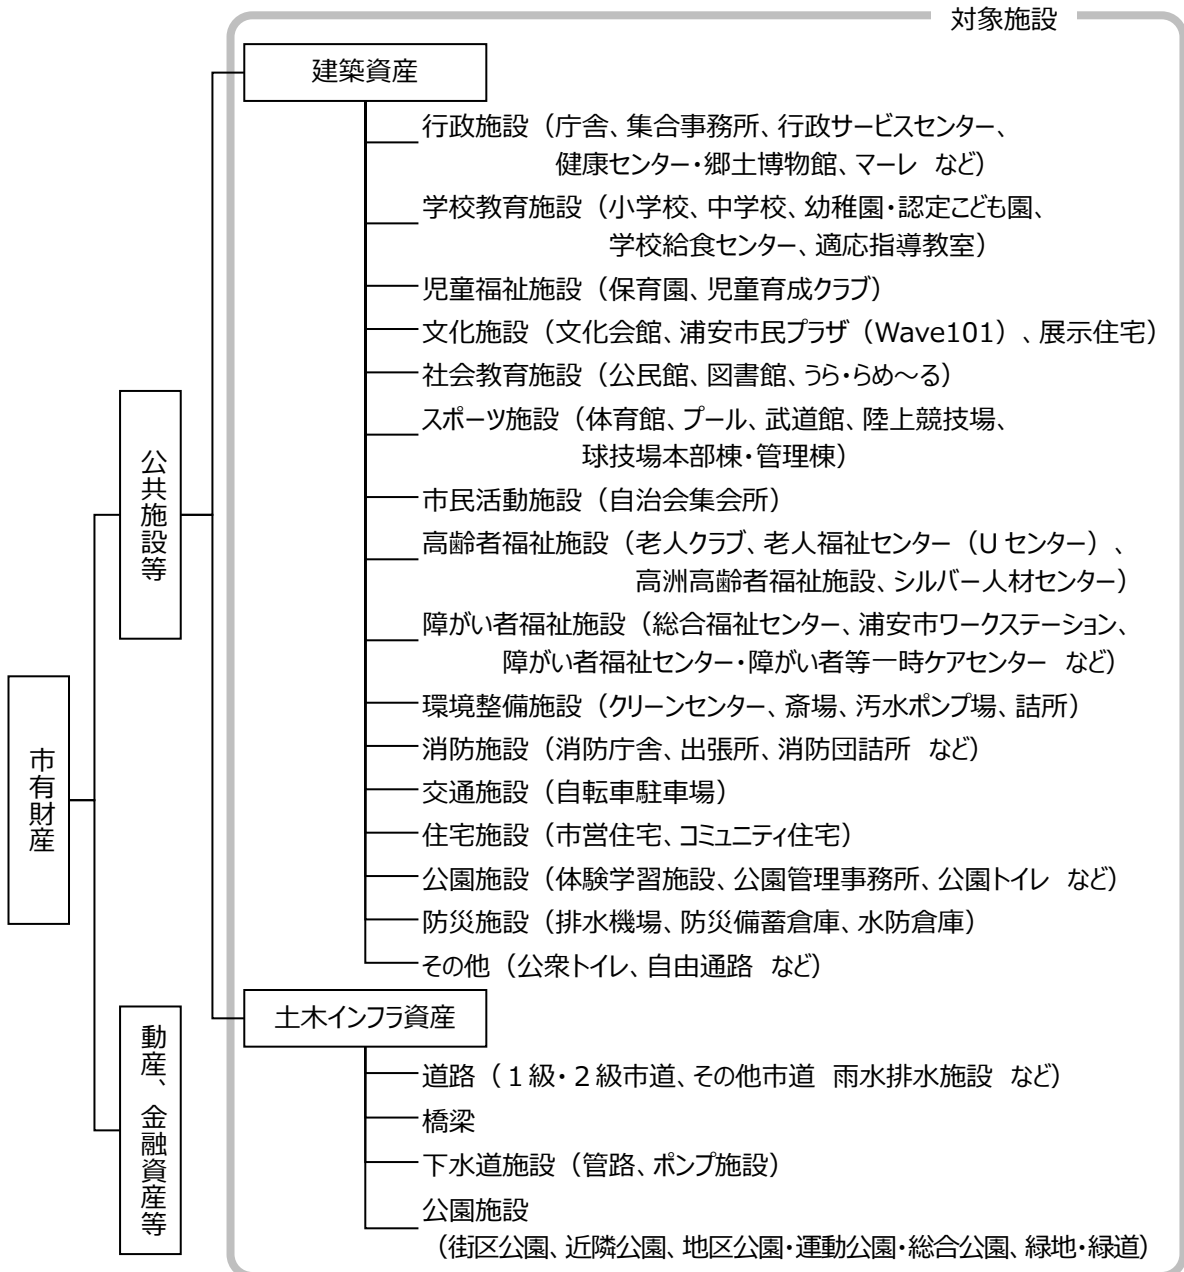 対象施設
建築資産
行政施設（庁舎、集合事務所、行政サービスセンター、
健康センター・郷土博物館、マーレ など）
学校教育施設（小学校、中学校、幼稚園・認定こども園、
学校給食センター、適応指導教室）
児童福祉施設（保育園、児童育成クラブ）
文化施設（文化会館、浦安市民プラザ（Wave101）、展示住宅）
社会教育施設（公民館、図書館、うら・らめ～る）
スポーツ施設（体育館、プール、武道館、陸上競技場、
球技場本部棟・管理棟）
市民活動施設（自治会集会所）
高齢者福祉施設（老人クラブ、老人福祉センター（U センター）、
高洲高齢者福祉施設、シルバー人材センター）
障がい者福祉施設（総合福祉センター、浦安市ワークステーション、
障がい者福祉センター・障がい者等一時ケアセンター など）
環境整備施設（クリーンセンター、斎場、汚水ポンプ場、詰所）
消防施設（消防庁舎、出張所、消防団詰所 など）
交通施設（自転車駐車場）
住宅施設（市営住宅、コミュニティ住宅）
公園施設（体験学習施設、公園管理事務所、公園トイレ など）
防災施設（排水機場、防災備蓄倉庫、水防倉庫）
その他（公衆トイレ、自由通路 など）
土木インフラ資産
道路（１級・２級市道、その他市道 雨水排水施設 など）
橋梁
下水道施設（管路、ポンプ施設）
公園施設
（街区公園、近隣公園、地区公園・運動公園・総合公園、緑地・緑道）
公共施設等
市有財産
動産、金融資産等